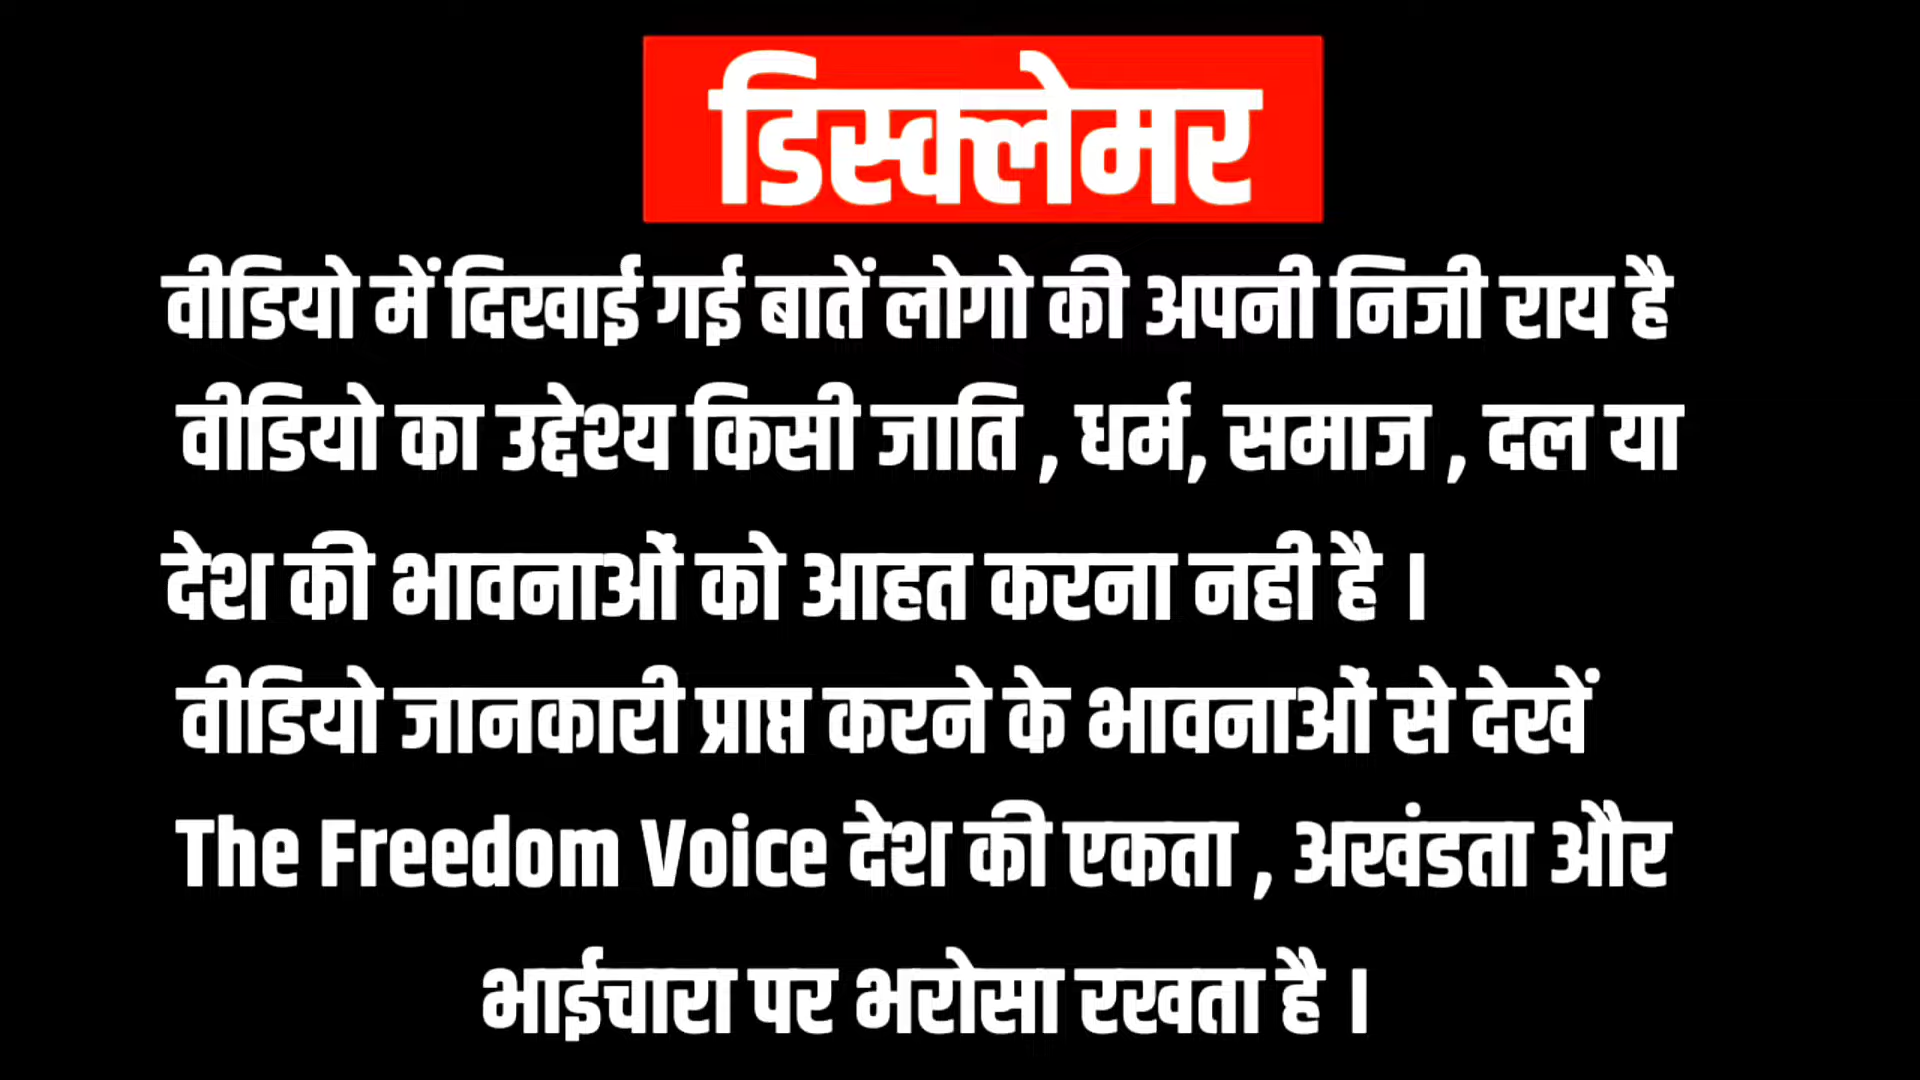 डिस्क्लेमर
वीडियो में दिखाई गई बातें लोगो की अपनी निजी राय है
वीडियो का उद्देश्य किसी जाति , धर्म, समाज , दल या
देश की भावनाओं को आहत करना नही है ।
वीडियो जानकारी प्राप्त करने के भावनाओं से देखें
The Freedom Voice देश की एकता , अखंडता और
भाईचारा पर भरोसा रखता है ।